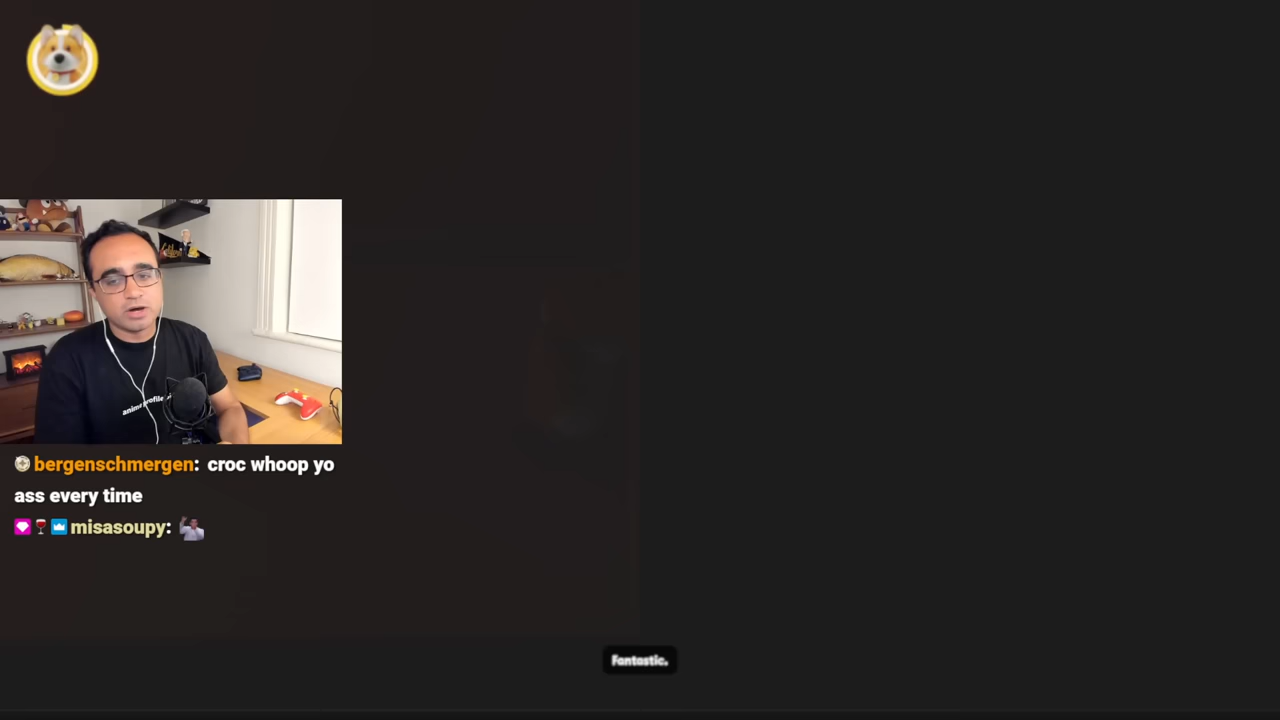 bergenschmergen: croc whoop yo
ass every time
misasoupy:
Fantastic.